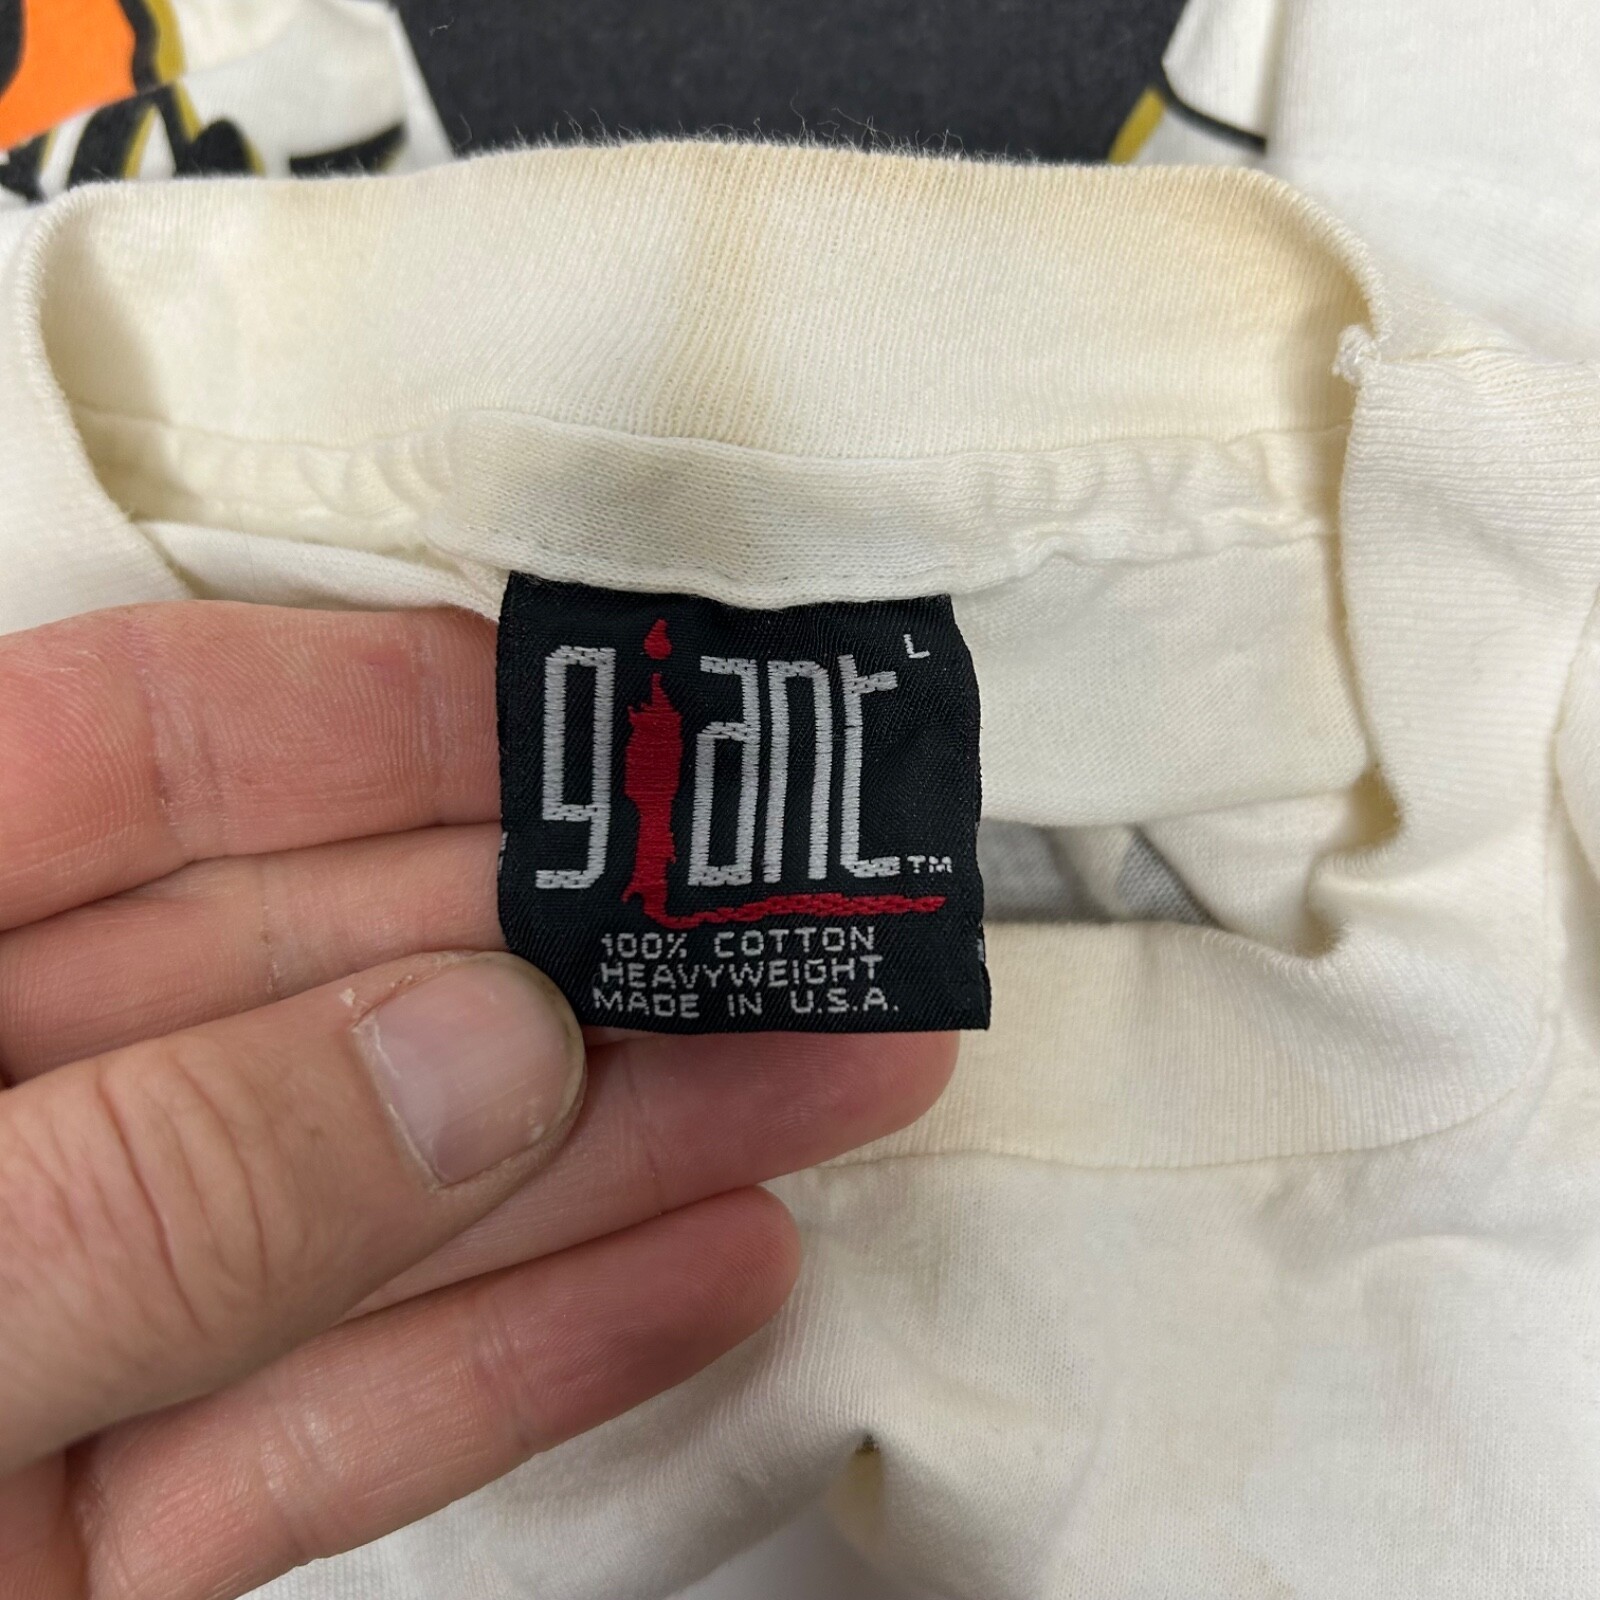 giant L
TM
100% COTTON
HEAVYWEIGHT
MADE IN U.S.A.